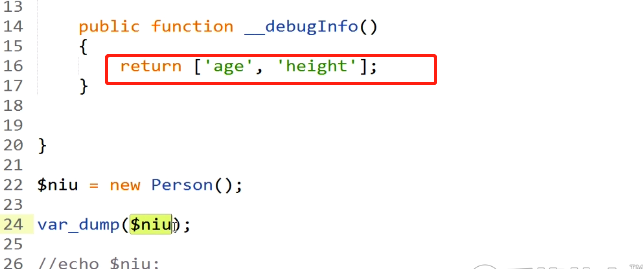 13
14 public function __debugInfo()
15 {
16 return ['age', 'height'];
17 }
18
19
20 }
21
22 $niu = new Person();
23
24 var_dump($niu);
25
26 //echo $niu;